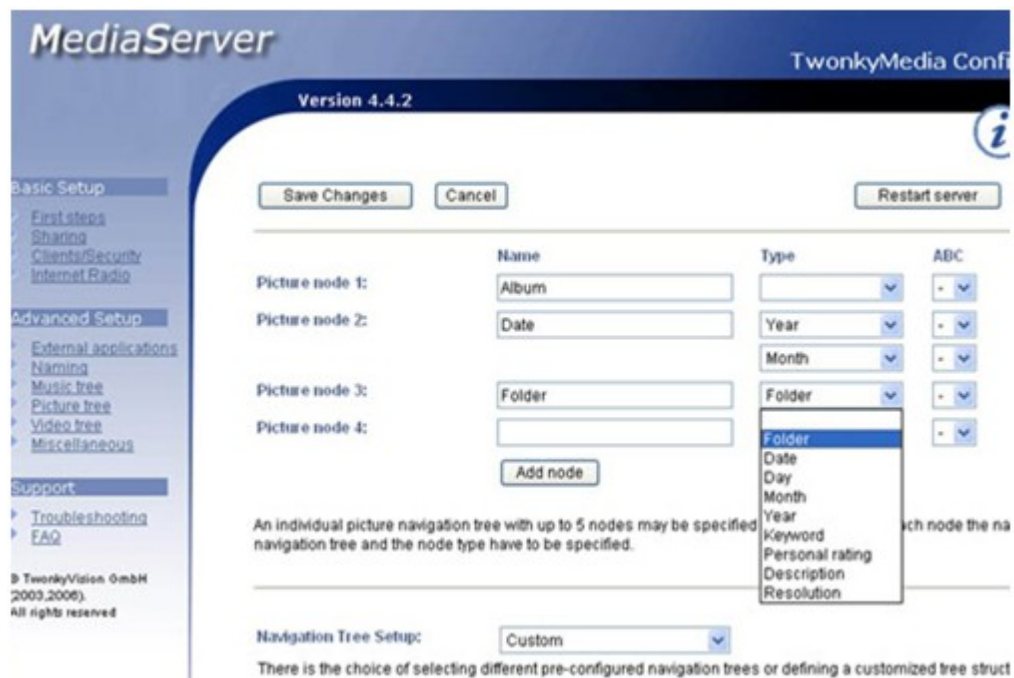 MediaServer
TwonkyMedia Confi
Version 4.4.2
i
Basic Setup
First steps
Sharing
Clients/Security
Internet Radio
Advanced Setup
External applications
Naming
Music tree
Picture tree
Video tree
Miscellaneous
Support
Troubleshooting
FAQ
© TwonkyVision GmbH
(2003,2006).
All rights reserved
Save Changes Cancel Restart server
Name Type ABC
Picture node 1: Album -
Picture node 2: Date Year -
Month -
Picture node 3: Folder Folder -
Picture node 4: -
Folder
Date
Day
Month
Year
Keyword
Personal rating
Description
Resolution
Add node
An individual picture navigation tree with up to 5 nodes may be specified ch node the na
navigation tree and the node type have to be specified.
Navigation Tree Setup: Custom
There is the choice of selecting different pre-configured navigation trees or defining a customized tree struct